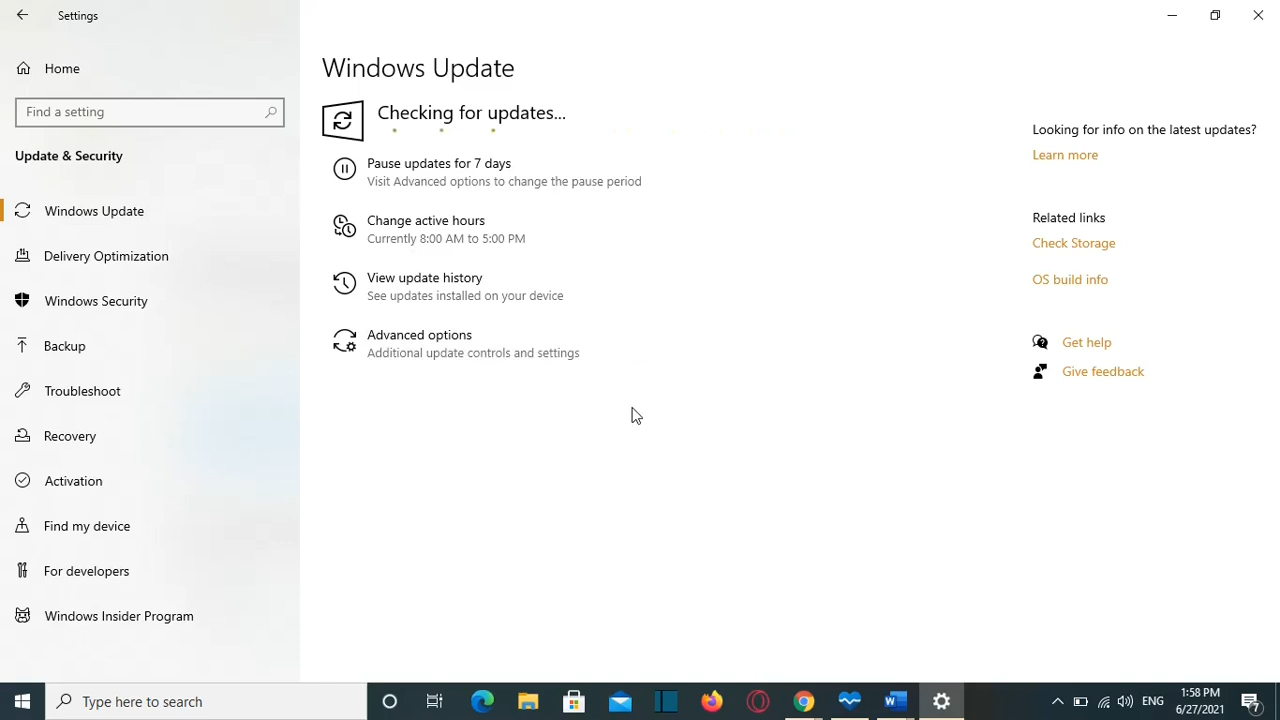 Settings
Home
Find a setting
Update & Security
Windows Update
Delivery Optimization
Windows Security
Backup
Troubleshoot
Recovery
Activation
Find my device
For developers
Windows Insider Program
Windows Update
Checking for updates...
Pause updates for 7 days
Visit Advanced options to change the pause period
Change active hours
Currently 8:00 AM to 5:00 PM
View update history
See updates installed on your device
Advanced options
Additional update controls and settings
Looking for info on the latest updates?
Learn more
Related links
Check Storage
OS build info
Get help
Give feedback
Type here to search
ENG
1:58 PM
6/27/2021
7